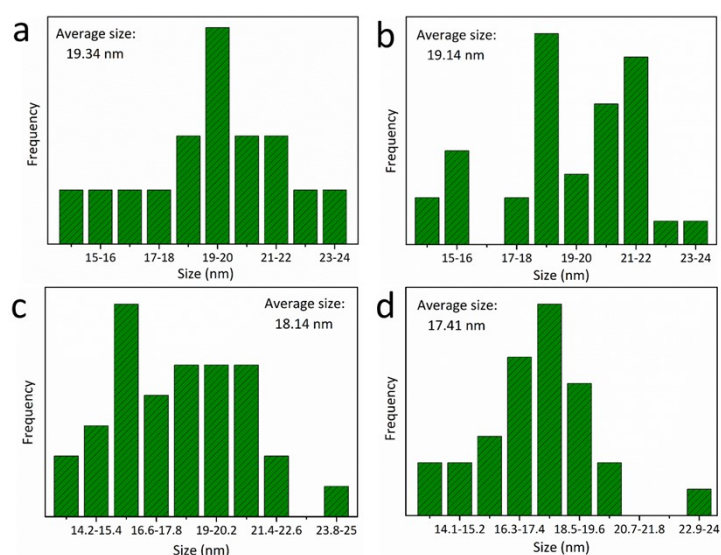 a
Average size:
19.34 nm
Frequency
15-16 17-18 19-20 21-22 23-24
Size (nm)
b
Average size:
19.14 nm
Frequency
15-16 17-18 19-20 21-22 23-24
Size (nm)
c
Average size:
18.14 nm
Frequency
14.2-15.4 16.6-17.8 19-20.2 21.4-22.6 23.8-25
Size (nm)
d
Average size:
17.41 nm
Frequency
14.1-15.2 16.3-17.4 18.5-19.6 20.7-21.8 22.9-24
Size (nm)